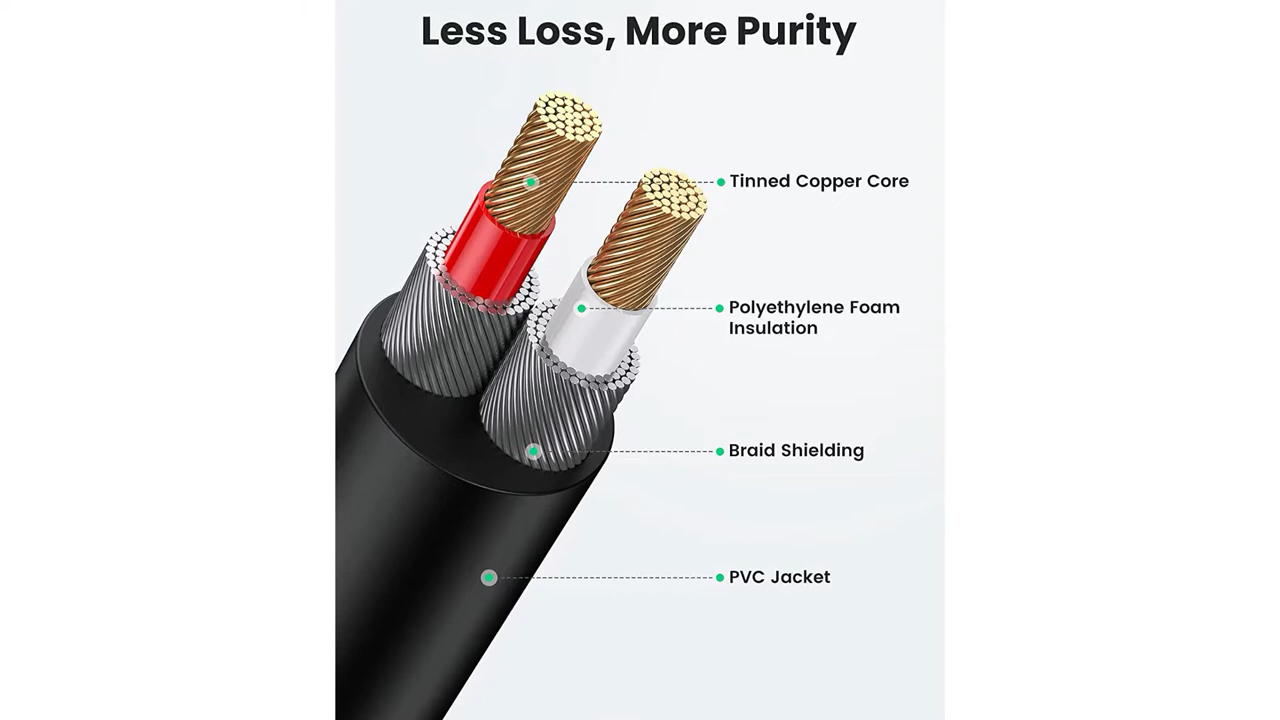 Less Loss, More Purity
Tinned Copper Core
Polyethylene Foam
Insulation
Braid Shielding
PVC Jacket